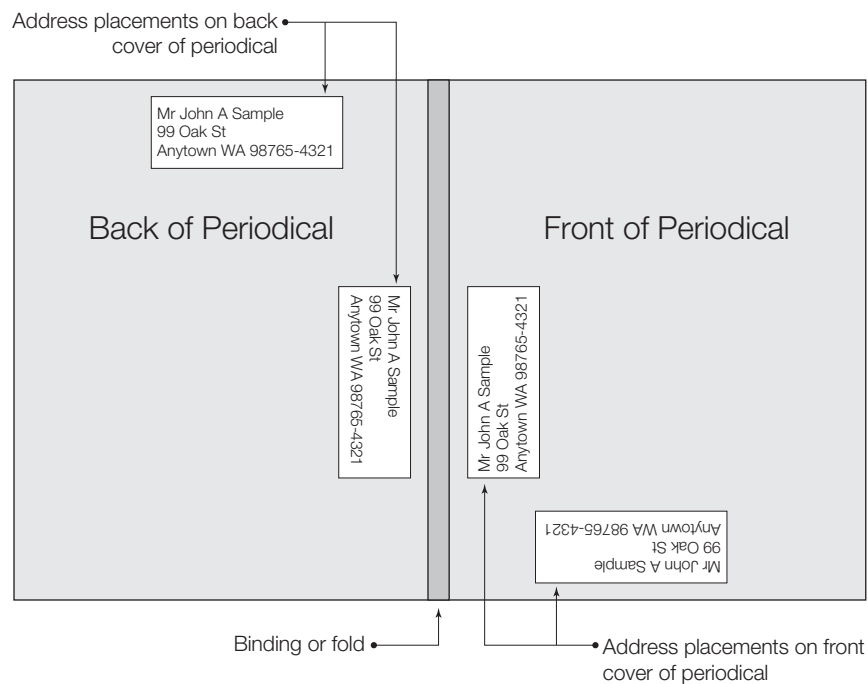 Address placements on back
cover of periodical
Mr John A Sample
99 Oak St
Anytown WA 98765-4321
Back of Periodical
Front of Periodical
Mr John A Sample
99 Oak St
Anytown WA 98765-4321
Mr John A Sample
99 Oak St
Anytown WA 98765-4321
Mr John A Sample
99 Oak St
Anytown WA 98765-4321
Binding or fold
Address placements on front
cover of periodical